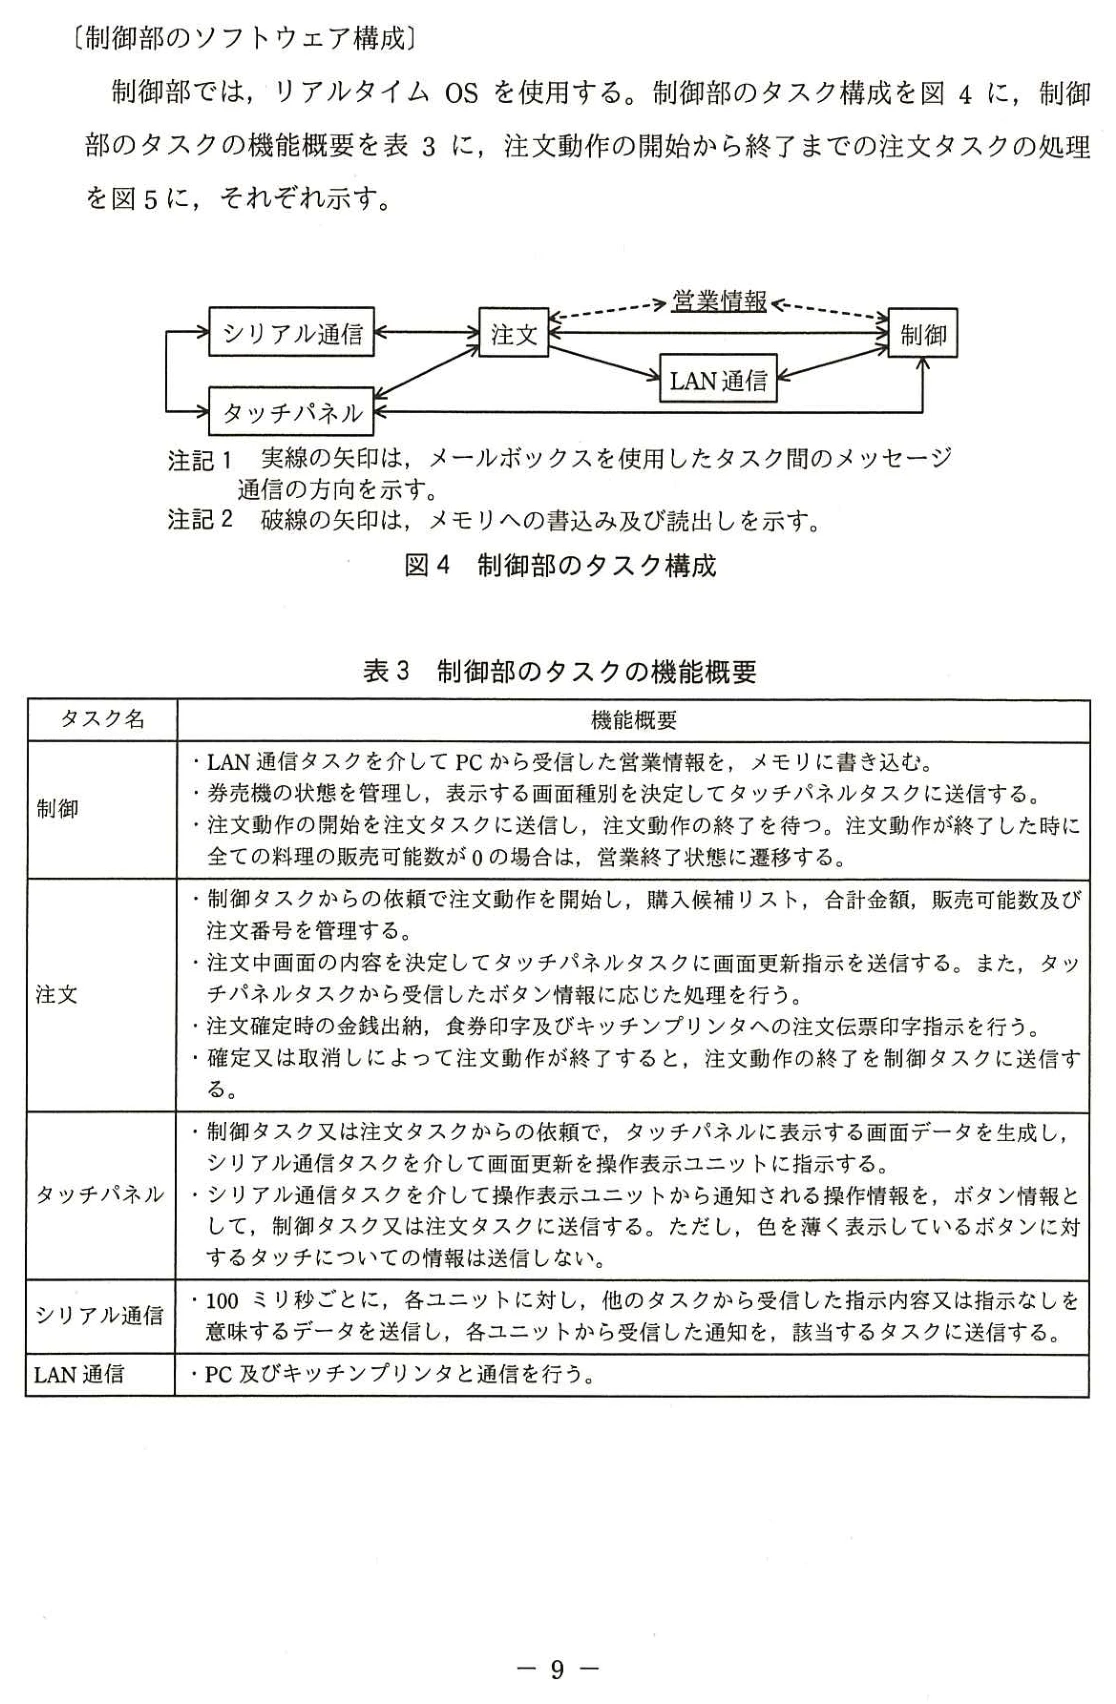 〔制御部のソフトウェア構成〕
制御部では，リアルタイム OS を使用する。制御部のタスク構成を図 4 に，制御
部のタスクの機能概要を表 3 に，注文動作の開始から終了までの注文タスクの処理
を図 5 に，それぞれ示す。
営業情報
シリアル通信
注文
制御
LAN 通信
タッチパネル
注記 1　実線の矢印は，メールボックスを使用したタスク間のメッセージ
通信の方向を示す。
注記 2　破線の矢印は，メモリへの書込み及び読出しを示す。
図 4　制御部のタスク構成
表 3　制御部のタスクの機能概要
タスク名　機能概要
制御
・LAN 通信タスクを介して PC から受信した営業情報を，メモリに書き込む。
・券売機の状態を管理し，表示する画面種別を決定してタッチパネルタスクに送信する。
・注文動作の開始を注文タスクに送信し，注文動作の終了を待つ。注文動作が終了した時に
全ての料理の販売可能数が 0 の場合は，営業終了状態に遷移する。
注文
・制御タスクからの依頼で注文動作を開始し，購入候補リスト，合計金額，販売可能数及び
注文番号を管理する。
・注文中画面の内容を決定してタッチパネルタスクに画面更新指示を送信する。また，タッ
チパネルタスクから受信したボタン情報に応じた処理を行う。
・注文確定時の金銭出納，食券印字及びキッチンプリンタへの注文伝票印字指示を行う。
・確定又は取消しによって注文動作が終了すると，注文動作の終了を制御タスクに送信す
る。
タッチパネル
・制御タスク又は注文タスクからの依頼で，タッチパネルに表示する画面データを生成し，
シリアル通信タスクを介して画面更新を操作表示ユニットに指示する。
・シリアル通信タスクを介して操作表示ユニットから通知される操作情報を，ボタン情報と
して，制御タスク又は注文タスクに送信する。ただし，色を薄く表示しているボタンに対
するタッチについての情報は送信しない。
シリアル通信
・100 ミリ秒ごとに，各ユニットに対し，他のタスクから受信した指示内容又は指示なしを
意味するデータを送信し，各ユニットから受信した通知を，該当するタスクに送信する。
LAN 通信
・PC 及びキッチンプリンタと通信を行う。
－ 9 －